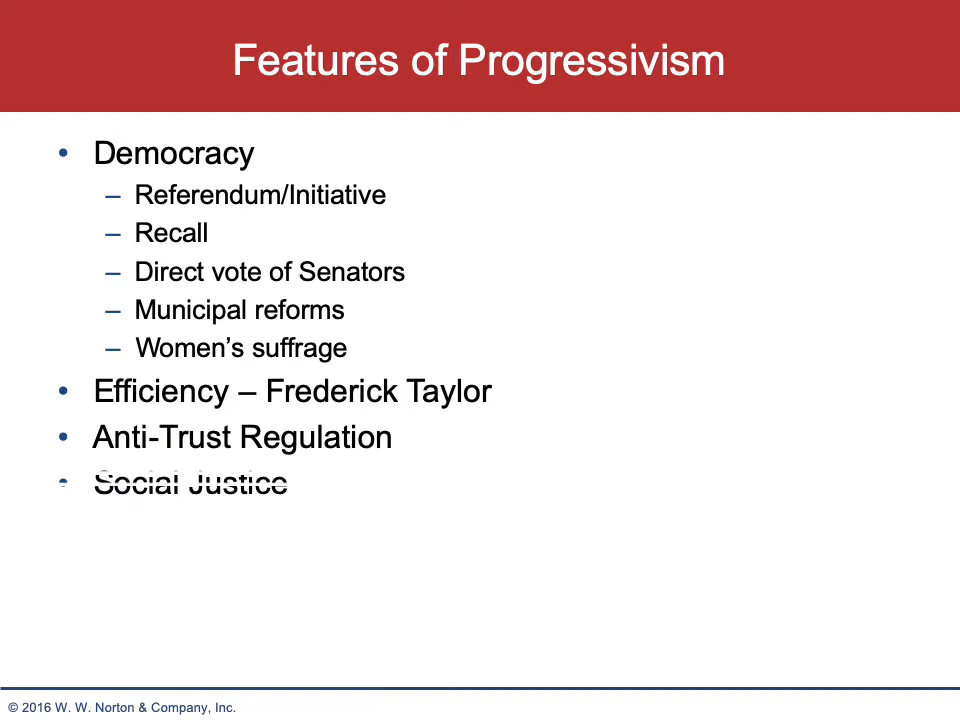 Features of Progressivism
• Democracy
– Referendum/Initiative
– Recall
– Direct vote of Senators
– Municipal reforms
– Women’s suffrage
• Efficiency – Frederick Taylor
• Anti-Trust Regulation
• Social Justice
© 2016 W. W. Norton & Company, Inc.